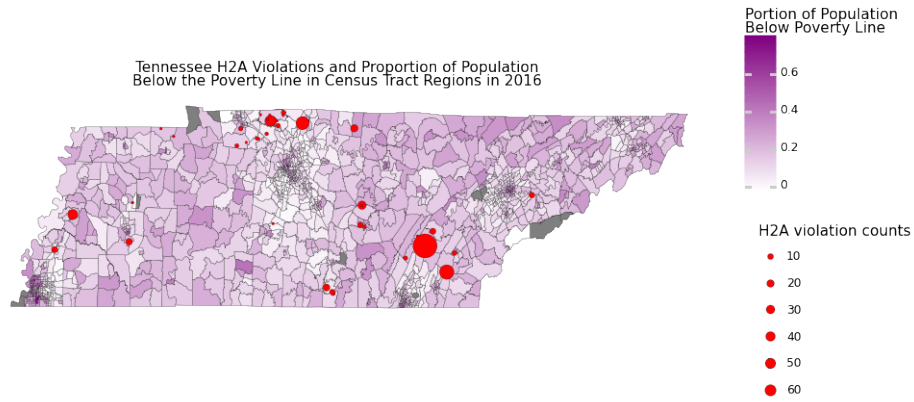 Portion of Population
Below Poverty Line
0.6
0.4
0.2
0
Tennessee H2A Violations and Proportion of Population
Below the Poverty Line in Census Tract Regions in 2016
H2A violation counts
10
20
30
40
50
60